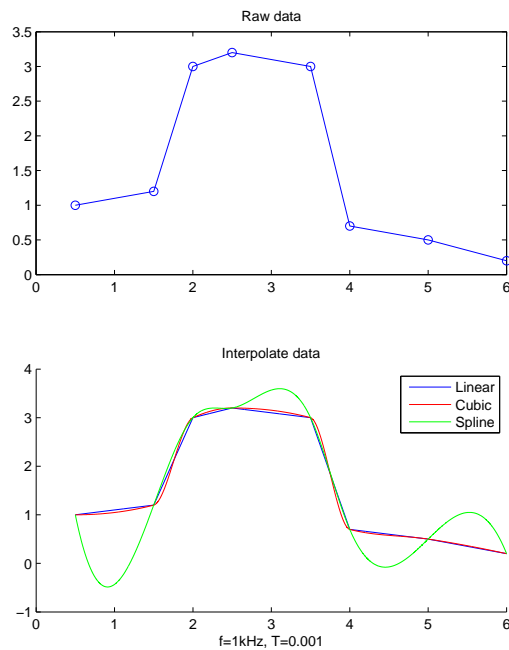 Raw data
3.5
3
2.5
2
1.5
1
0.5
0
0 1 2 3 4 5 6
Interpolate data
4
3
2
1
0
−1
0 1 2 3 4 5 6
Linear
Cubic
Spline
f=1kHz, T=0.001